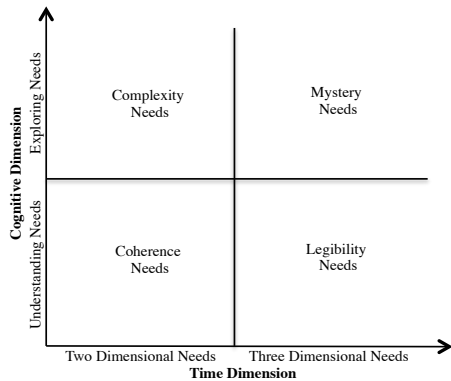 Cognitive Dimension
Exploring Needs
Understanding Needs
Complexity
Needs
Mystery
Needs
Coherence
Needs
Legibility
Needs
Two Dimensional Needs
Three Dimensional Needs
Time Dimension